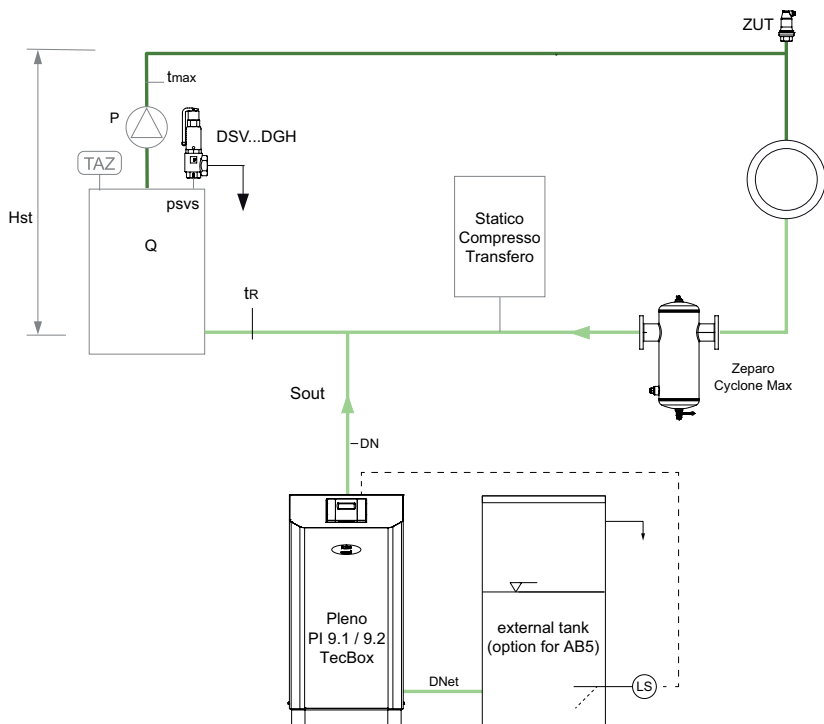 ZUT
tmax
P
DSV...DGH
TAZ
psvs
Hst
Q
Statico
Compresso
Transfero
tR
Zeparo
Cyclone Max
Sout
DN
Pleno
PI 9.1 / 9.2
TecBox
external tank
(option for AB5)
DNet
LS